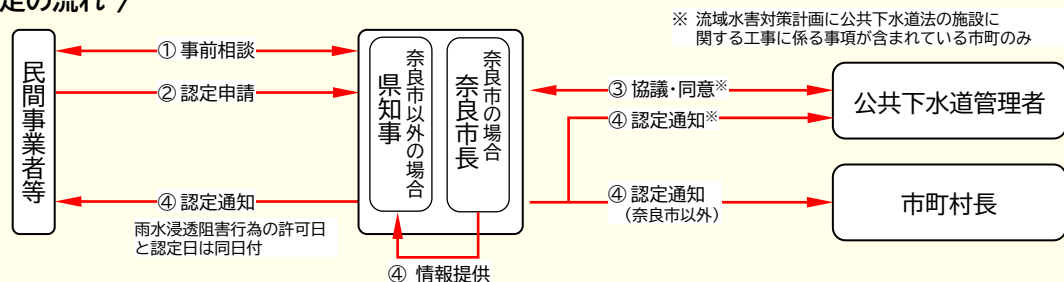 定の流れ
※ 流域水害対策計画に公共下水道法の施設に
関する工事に係る事項が含まれている市町のみ
民間事業者等
① 事前相談
② 認定申請
④ 認定通知
雨水浸透阻害行為の許可日
と認定日は同日付
奈良市以外の場合
県知事
奈良市の場合
奈良市長
④ 情報提供
③ 協議・同意※
④ 認定通知※
④ 認定通知
（奈良市以外）
公共下水道管理者
市町村長